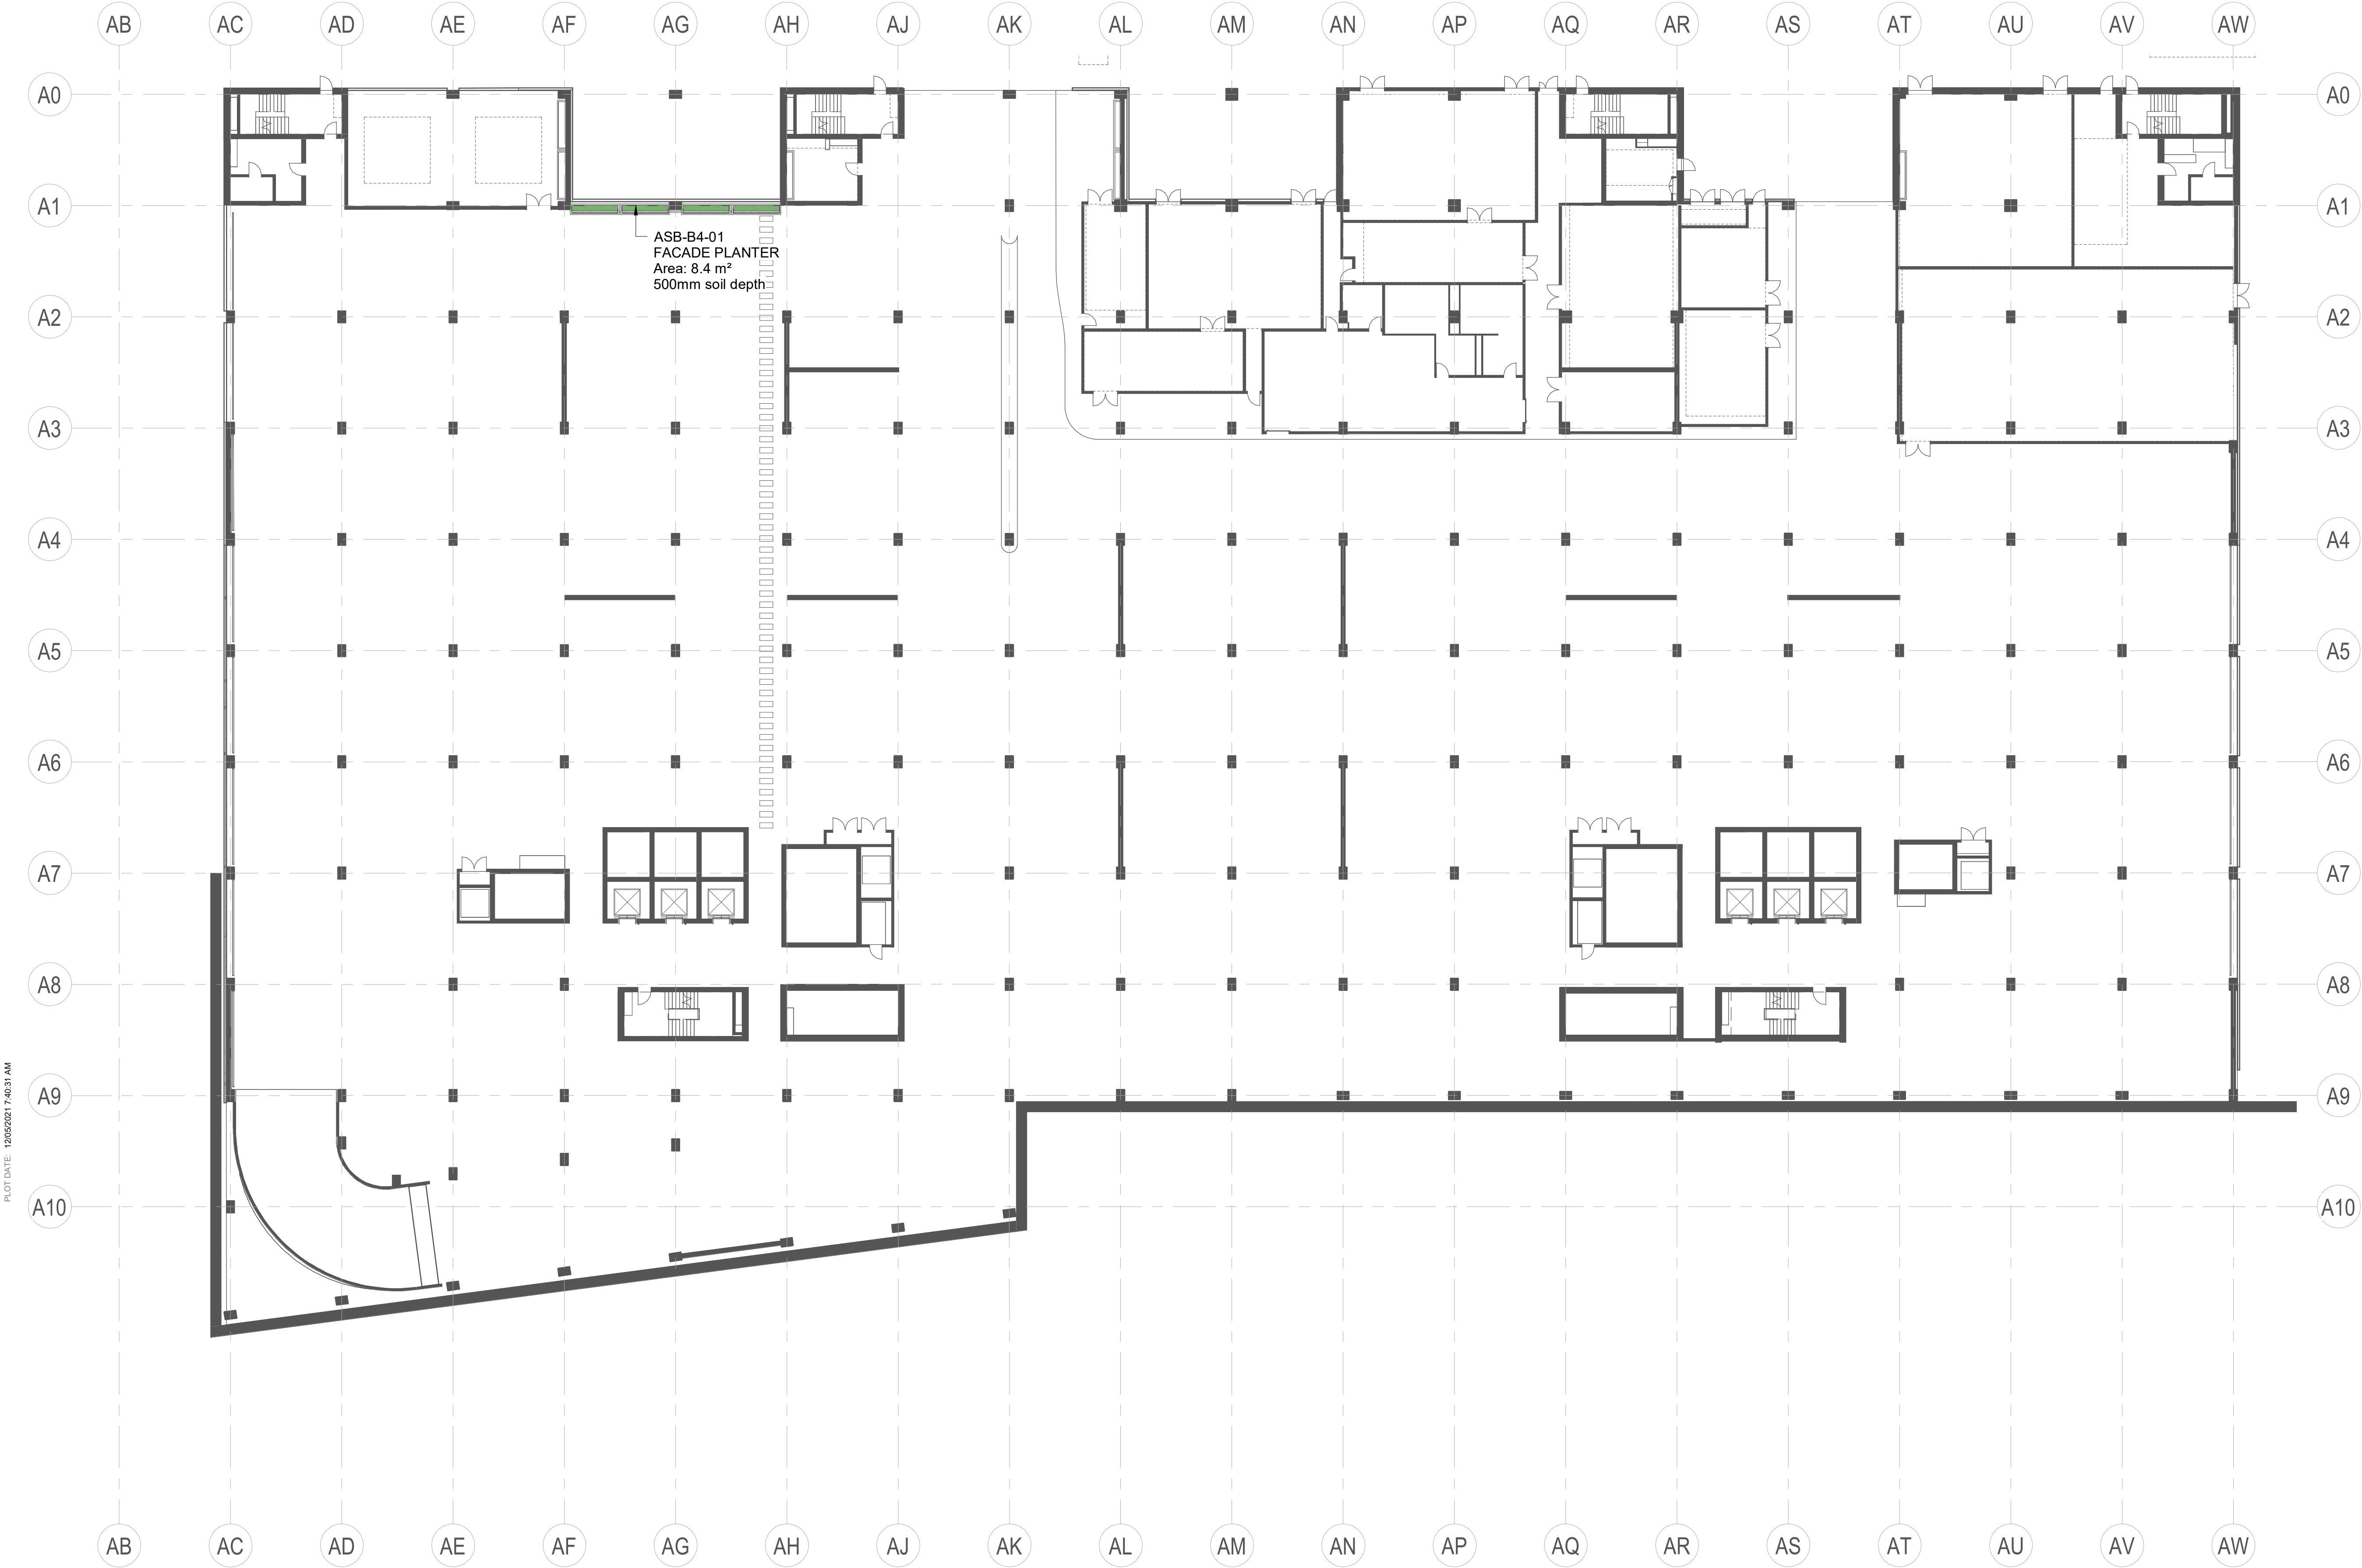 AB AC AD AE AF AG AH AJ AK AL AM AN AP AQ AR AS AT AU AV AW
A0 A0
A1 A1
ASB-B4-01
FACADE PLANTER
Area: 8.4 m²
500mm soil depth
A2 A2
A3 A3
A4 A4
A5 A5
A6 A6
A7 A7
A8 A8
A9 A9
PLOT DATE: 12/05/2021 7:40:31 AM
A10 A10
AB AC AD AE AF AG AH AJ AK AL AM AN AP AQ AR AS AT AU AV AW